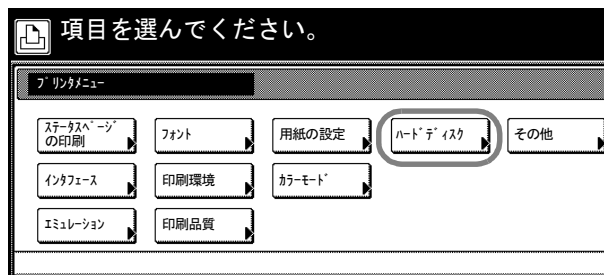 項目を選んでください。
ﾌﾟﾘﾝﾀﾒﾆｭｰ
ｽﾃｰﾀｽﾍﾟｰｼﾞ
の印刷
ﾌｫﾝﾄ
用紙の設定
ﾊｰﾄﾞﾃﾞｨｽｸ
その他
ｲﾝﾀﾌｪｰｽ
印刷環境
ｶﾗｰﾓｰﾄﾞ
ｴﾐｭﾚｰｼｮﾝ
印刷品質